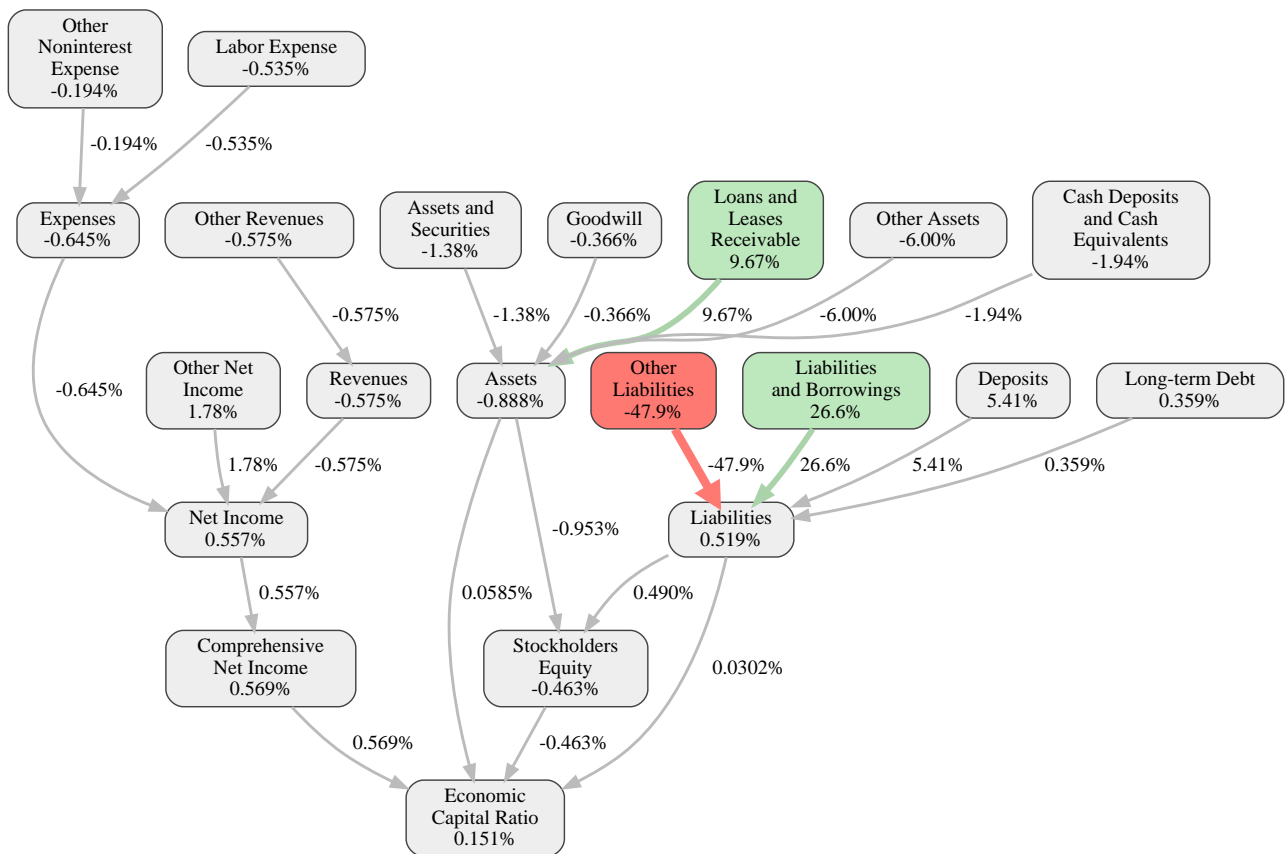 Other
Noninterest
Expense
-0.194%
Labor Expense
-0.535%
-0.194%
-0.535%
Expenses
-0.645%
Other Revenues
-0.575%
Assets and
Securities
-1.38%
Goodwill
-0.366%
Loans and
Leases
Receivable
9.67%
Other Assets
-6.00%
Cash Deposits
and Cash
Equivalents
-1.94%
-0.575%
-1.38%
-0.366%
9.67%
-6.00%
-1.94%
-0.645%
Other Net
Income
1.78%
Revenues
-0.575%
Assets
-0.888%
Other
Liabilities
-47.9%
Liabilities
and Borrowings
26.6%
Deposits
5.41%
Long-term Debt
0.359%
1.78%
-0.575%
-47.9%
26.6%
5.41%
0.359%
Net Income
0.557%
-0.953%
Liabilities
0.519%
0.557%
0.0585%
0.490%
Comprehensive
Net Income
0.569%
Stockholders
Equity
-0.463%
0.0302%
0.569%
-0.463%
Economic
Capital Ratio
0.151%